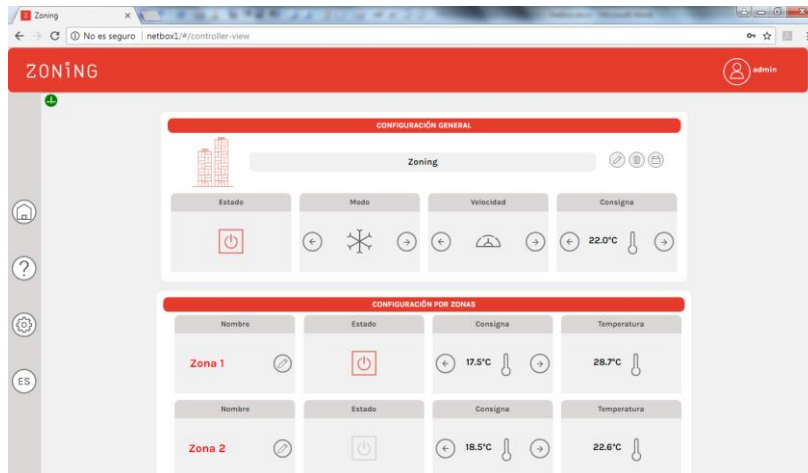 Zoning
No es seguro | netbox1/#/controller-view
ZONiNG
admin
CONFIGURACIÓN GENERAL
Zoning
Estado Modo Velocidad Consigna
22.0°C
CONFIGURACIÓN POR ZONAS
Nombre Estado Consigna Temperatura
Zona 1 17.5°C 28.7°C
Nombre Estado Consigna Temperatura
Zona 2 18.5°C 22.6°C
ES